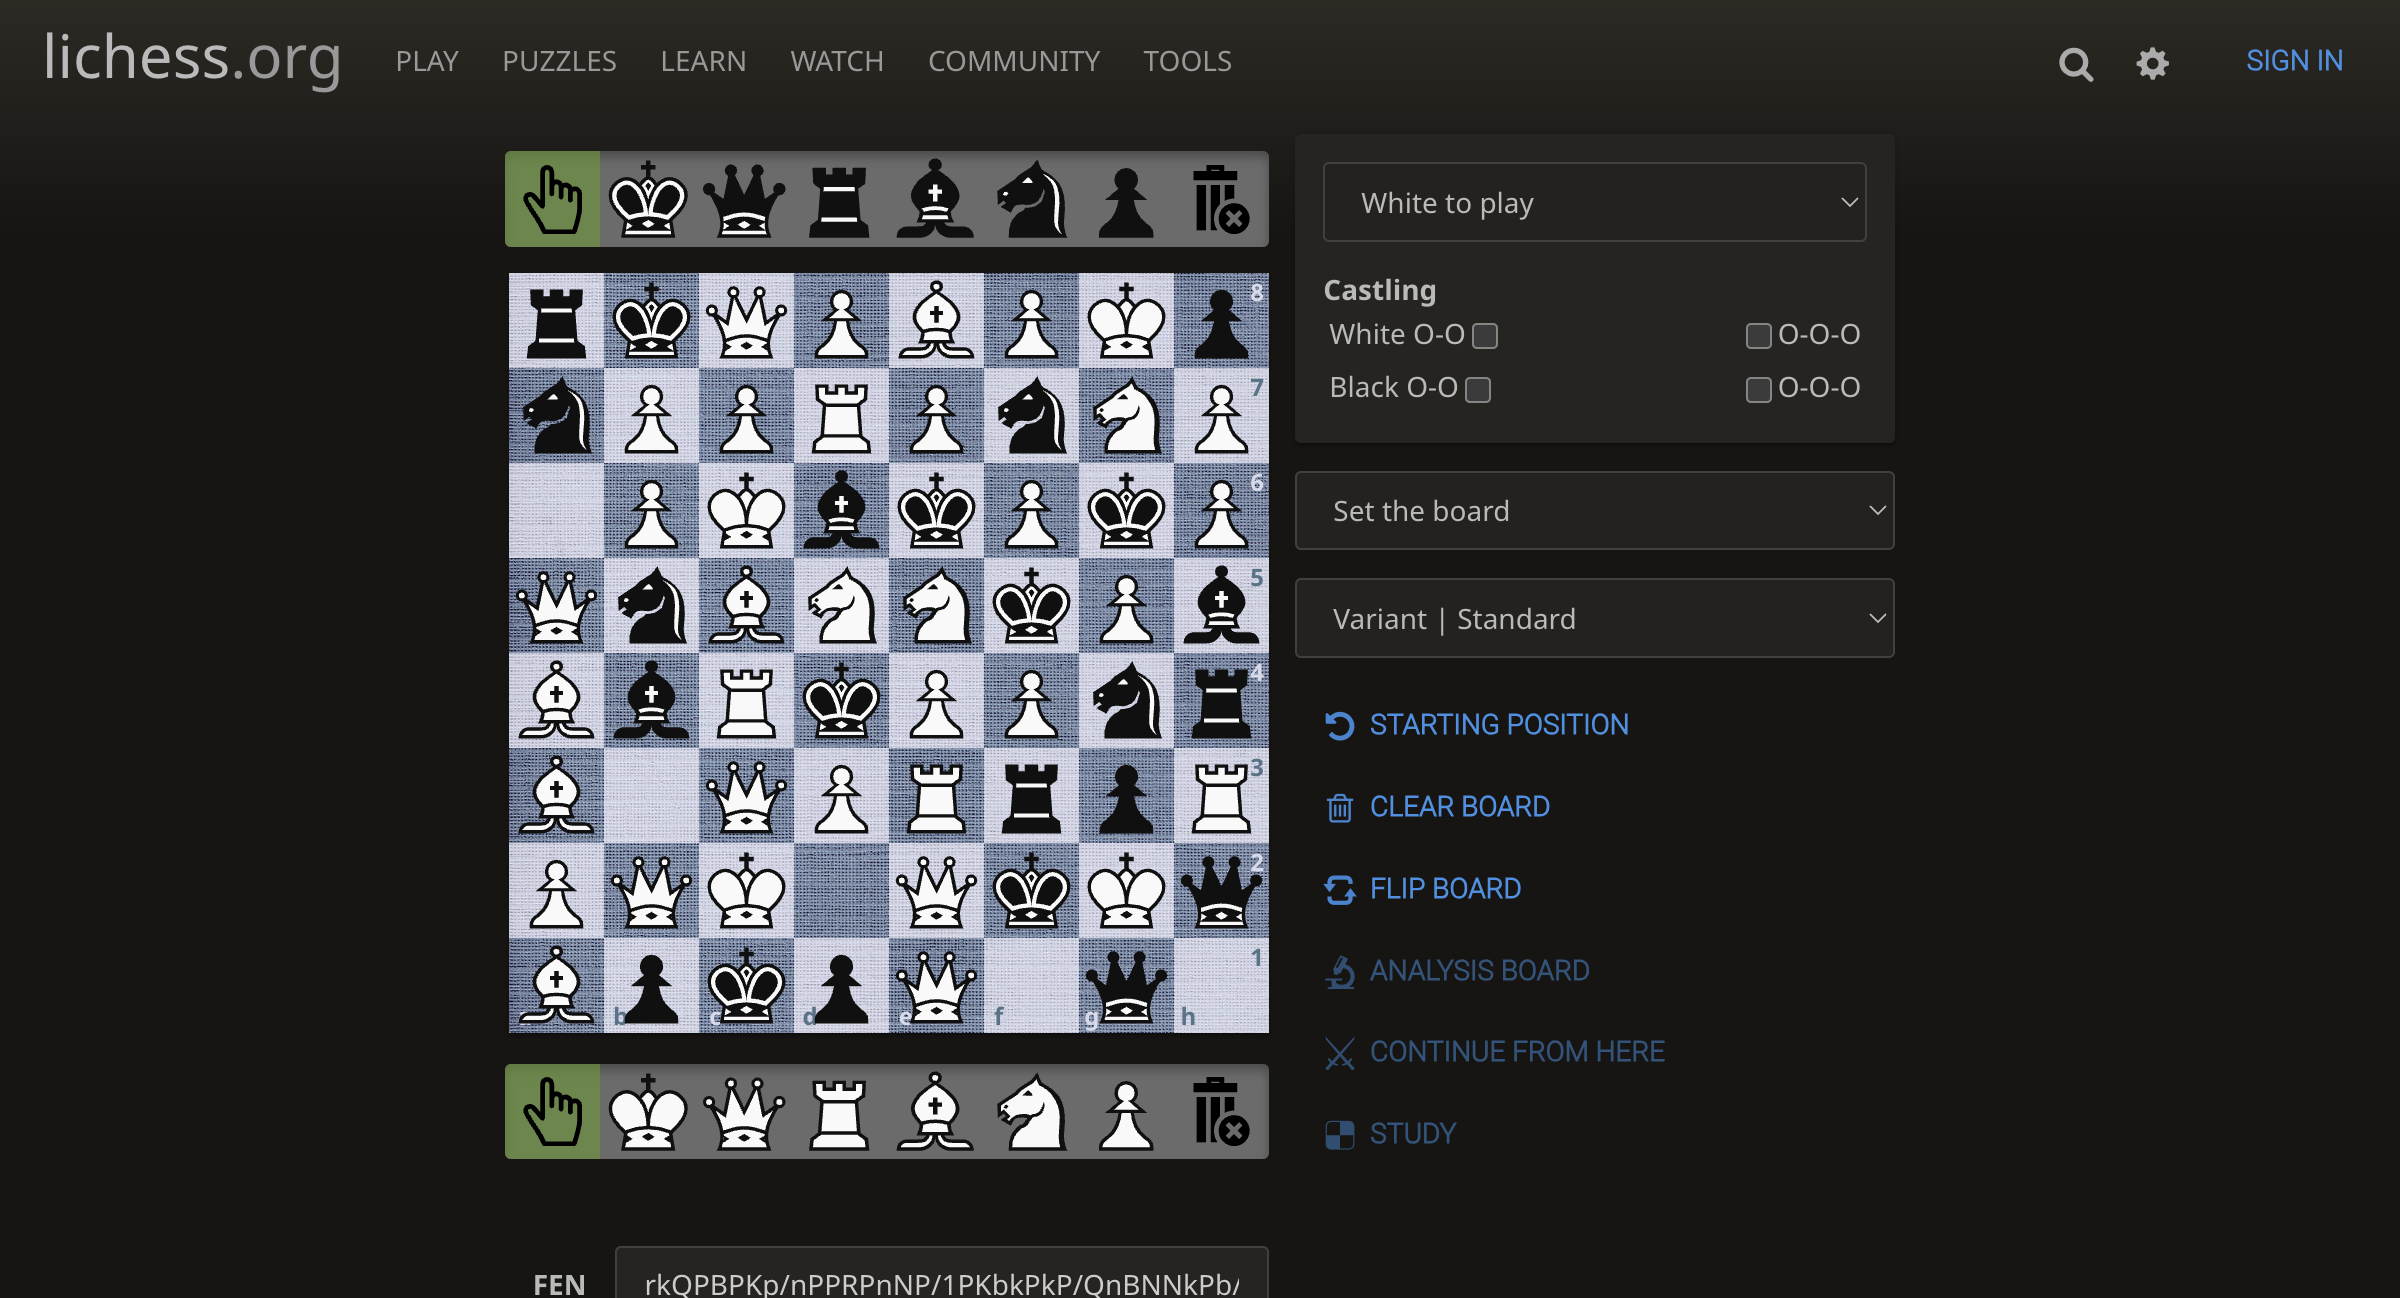 lichess.org PLAY PUZZLES LEARN WATCH COMMUNITY TOOLS SIGN IN
White to play
Castling
White O-O O-O-O
Black O-O O-O-O
Set the board
Variant | Standard
STARTING POSITION
CLEAR BOARD
FLIP BOARD
ANALYSIS BOARD
CONTINUE FROM HERE
STUDY
8
7
6
5
4
3
2
1
b c d e f g h
FEN rkQPBPKp/nPPRPnNP/1PKbkPkP/QnBNNkPb/